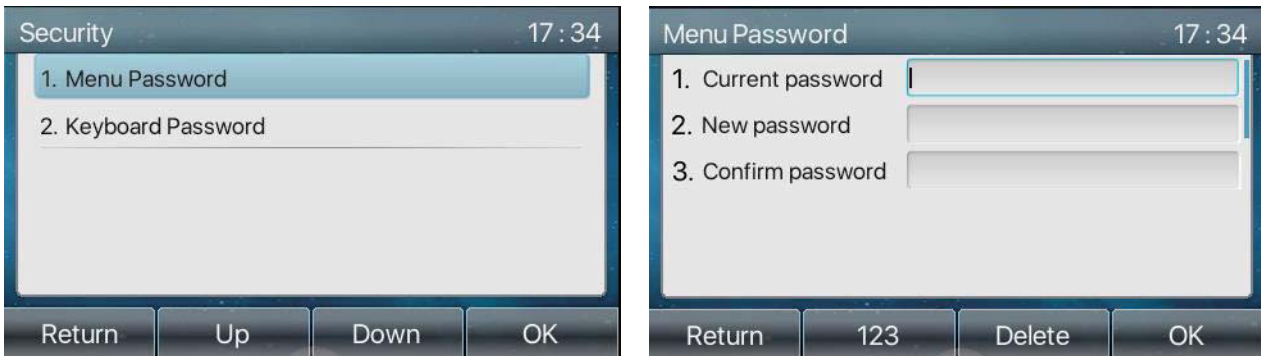 Security 17 : 34
1. Menu Password
2. Keyboard Password
Return Up Down OK
Menu Password 17 : 34
1. Current password
2. New password
3. Confirm password
Return 123 Delete OK